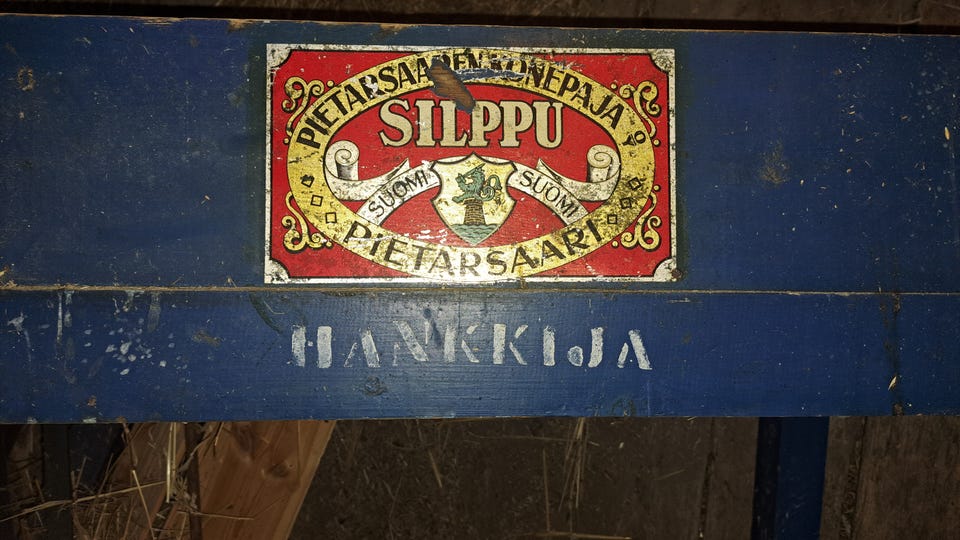 PIETARSAAREN KONEPAJA O/Y
SILPPU
SUOMI SUOMI
PIETARSAARI
HANKKIJA